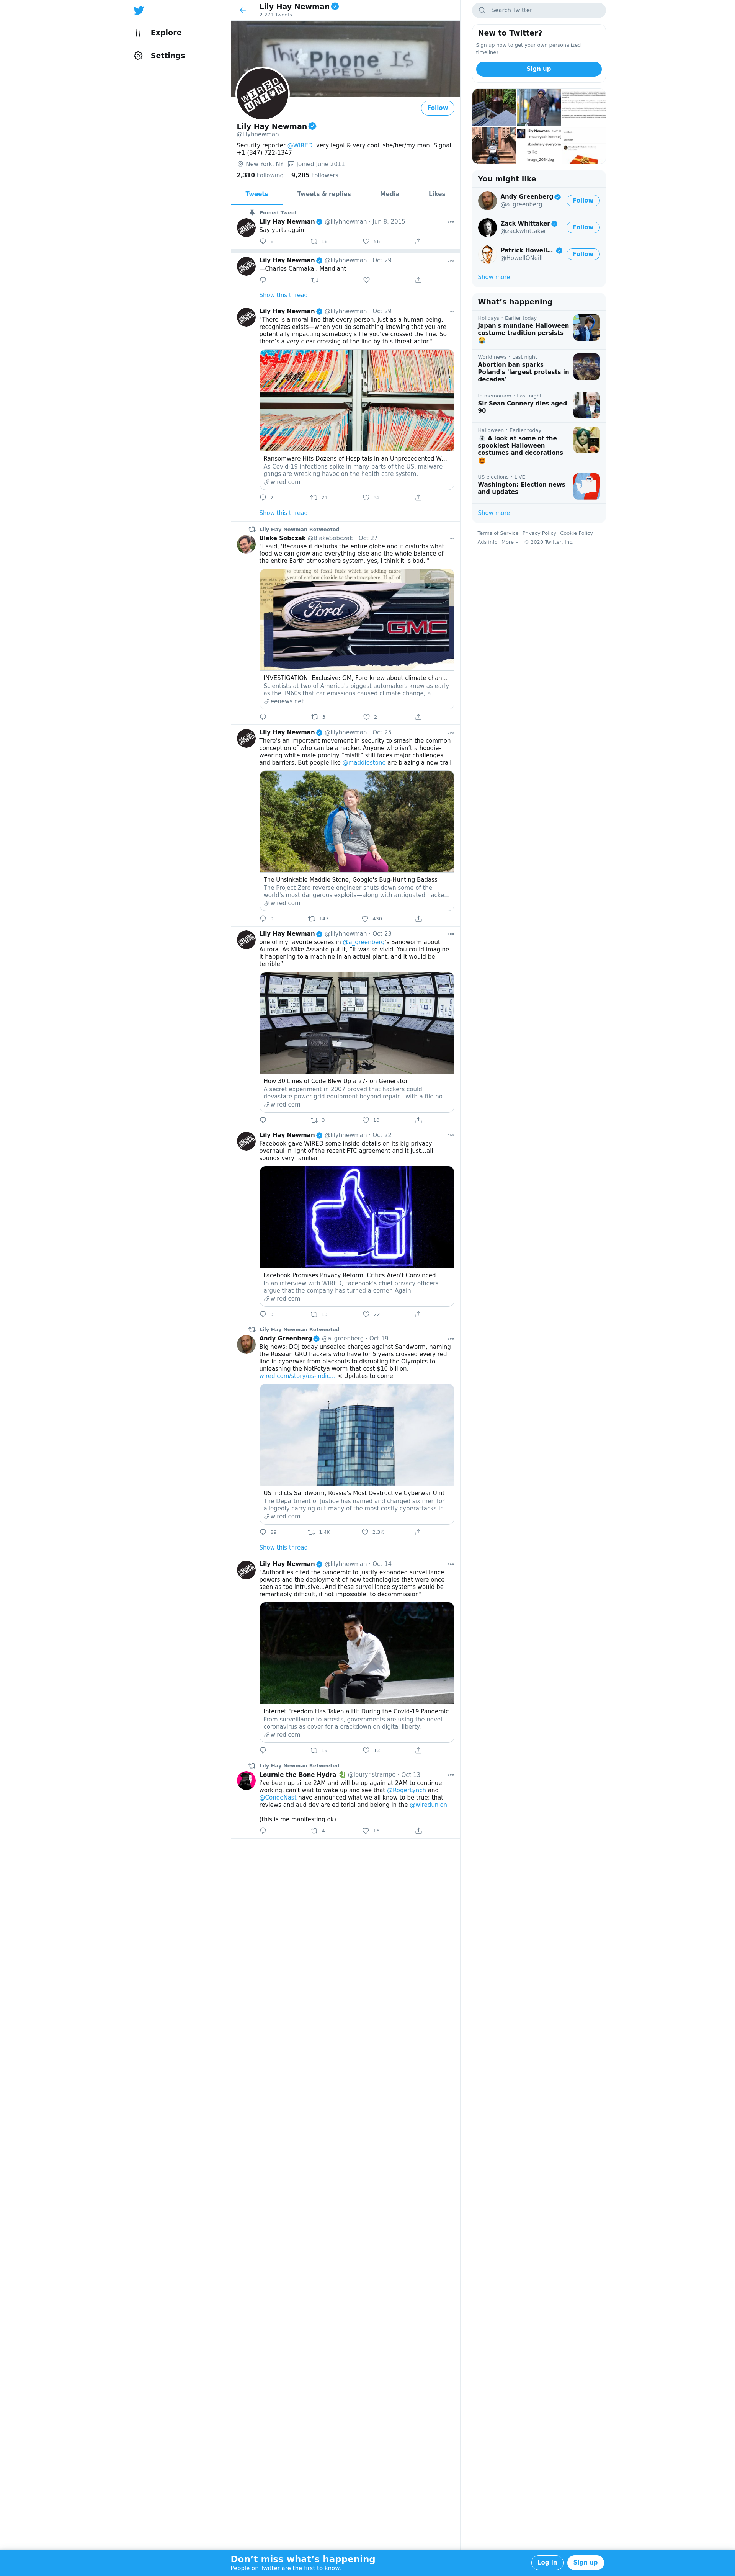 Explore
Settings
Lily Hay Newman
2,271 Tweets
This Phone Is
TAPPED
WIRED
UNION
Follow
Lily Hay Newman
@lilyhnewman
Security reporter @WIRED. very legal & very cool. she/her/my man. Signal
+1 (347) 722-1347
New York, NY Joined June 2011
2,310 Following 9,285 Followers
Tweets Tweets & replies Media Likes
Pinned Tweet
Lily Hay Newman @lilyhnewman · Jun 8, 2015
Say yurts again
6 16 56
Lily Hay Newman @lilyhnewman · Oct 29
—Charles Carmakal, Mandiant
Show this thread
Lily Hay Newman @lilyhnewman · Oct 29
"There is a moral line that every person, just as a human being,
recognizes exists—when you do something knowing that you are
potentially impacting somebody's life you've crossed the line. So
there's a very clear crossing of the line by this threat actor."
Ransomware Hits Dozens of Hospitals in an Unprecedented W...
As Covid-19 infections spike in many parts of the US, malware
gangs are wreaking havoc on the health care system.
wired.com
2 21 32
Show this thread
Lily Hay Newman Retweeted
Blake Sobczak @BlakeSobczak · Oct 27
"I said, 'Because it disturbs the entire globe and it disturbs what
food we can grow and everything else and the whole balance of
the entire Earth atmosphere system, yes, I think it is bad.'"
Ford
GMC
INVESTIGATION: Exclusive: GM, Ford knew about climate chan...
Scientists at two of America's biggest automakers knew as early
as the 1960s that car emissions caused climate change, a ...
eenews.net
3 2
Lily Hay Newman @lilyhnewman · Oct 25
There's an important movement in security to smash the common
conception of who can be a hacker. Anyone who isn't a hoodie-
wearing white male prodigy "misfit" still faces major challenges
and barriers. But people like @maddiestone are blazing a new trail
The Unsinkable Maddie Stone, Google's Bug-Hunting Badass
The Project Zero reverse engineer shuts down some of the
world's most dangerous exploits—along with antiquated hacke...
wired.com
9 147 430
Lily Hay Newman @lilyhnewman · Oct 23
one of my favorite scenes in @a_greenberg's Sandworm about
Aurora. As Mike Assante put it, "It was so vivid. You could imagine
it happening to a machine in an actual plant, and it would be
terrible"
How 30 Lines of Code Blew Up a 27-Ton Generator
A secret experiment in 2007 proved that hackers could
devastate power grid equipment beyond repair—with a file no...
wired.com
3 10
Lily Hay Newman @lilyhnewman · Oct 22
Facebook gave WIRED some inside details on its big privacy
overhaul in light of the recent FTC agreement and it just...all
sounds very familiar
Facebook Promises Privacy Reform. Critics Aren't Convinced
In an interview with WIRED, Facebook's chief privacy officers
argue that the company has turned a corner. Again.
wired.com
3 13 22
Lily Hay Newman Retweeted
Andy Greenberg @a_greenberg · Oct 19
Big news: DOJ today unsealed charges against Sandworm, naming
the Russian GRU hackers who have for 5 years crossed every red
line in cyberwar from blackouts to disrupting the Olympics to
unleashing the NotPetya worm that cost $10 billion.
wired.com/story/us-indic... < Updates to come
US Indicts Sandworm, Russia's Most Destructive Cyberwar Unit
The Department of Justice has named and charged six men for
allegedly carrying out many of the most costly cyberattacks in...
wired.com
89 1.4K 2.3K
Show this thread
Lily Hay Newman @lilyhnewman · Oct 14
"Authorities cited the pandemic to justify expanded surveillance
powers and the deployment of new technologies that were once
seen as too intrusive...And these surveillance systems would be
remarkably difficult, if not impossible, to decommission"
Internet Freedom Has Taken a Hit During the Covid-19 Pandemic
From surveillance to arrests, governments are using the novel
coronavirus as cover for a crackdown on digital liberty.
wired.com
19 13
Lily Hay Newman Retweeted
Lournie the Bone Hydra @lournstrampe · Oct 13
I've been up since 2AM and will be up again at 2AM to continue
working. can't wait to wake up and see that @RogerLynch and
@CondeNast have announced what we all know to be true: that
reviews and aud dev are editorial and belong in the @wiredunion
(this is me manifesting ok)
4 16
Search Twitter
New to Twitter?
Sign up now to get your own personalized
timeline!
Sign up
You might like
Andy Greenberg
@a_greenberg
Follow
Zack Whittaker
@zackwhittaker
Follow
Patrick Howell...
@HowellONeill
Follow
Show more
What's happening
Holidays · Earlier today
Japan's mundane Halloween
costume tradition persists
😂
World news · Last night
Abortion ban sparks
Poland's 'largest protests in
decades'
In memoriam · Last night
Sir Sean Connery dies aged
90
Halloween · Earlier today
A look at some of the
spookiest Halloween
costumes and decorations
🎃
US elections · LIVE
Washington: Election news
and updates
Show more
Terms of Service Privacy Policy Cookie Policy
Ads info More © 2020 Twitter, Inc.
Don't miss what's happening
People on Twitter are the first to know.
Log in Sign up